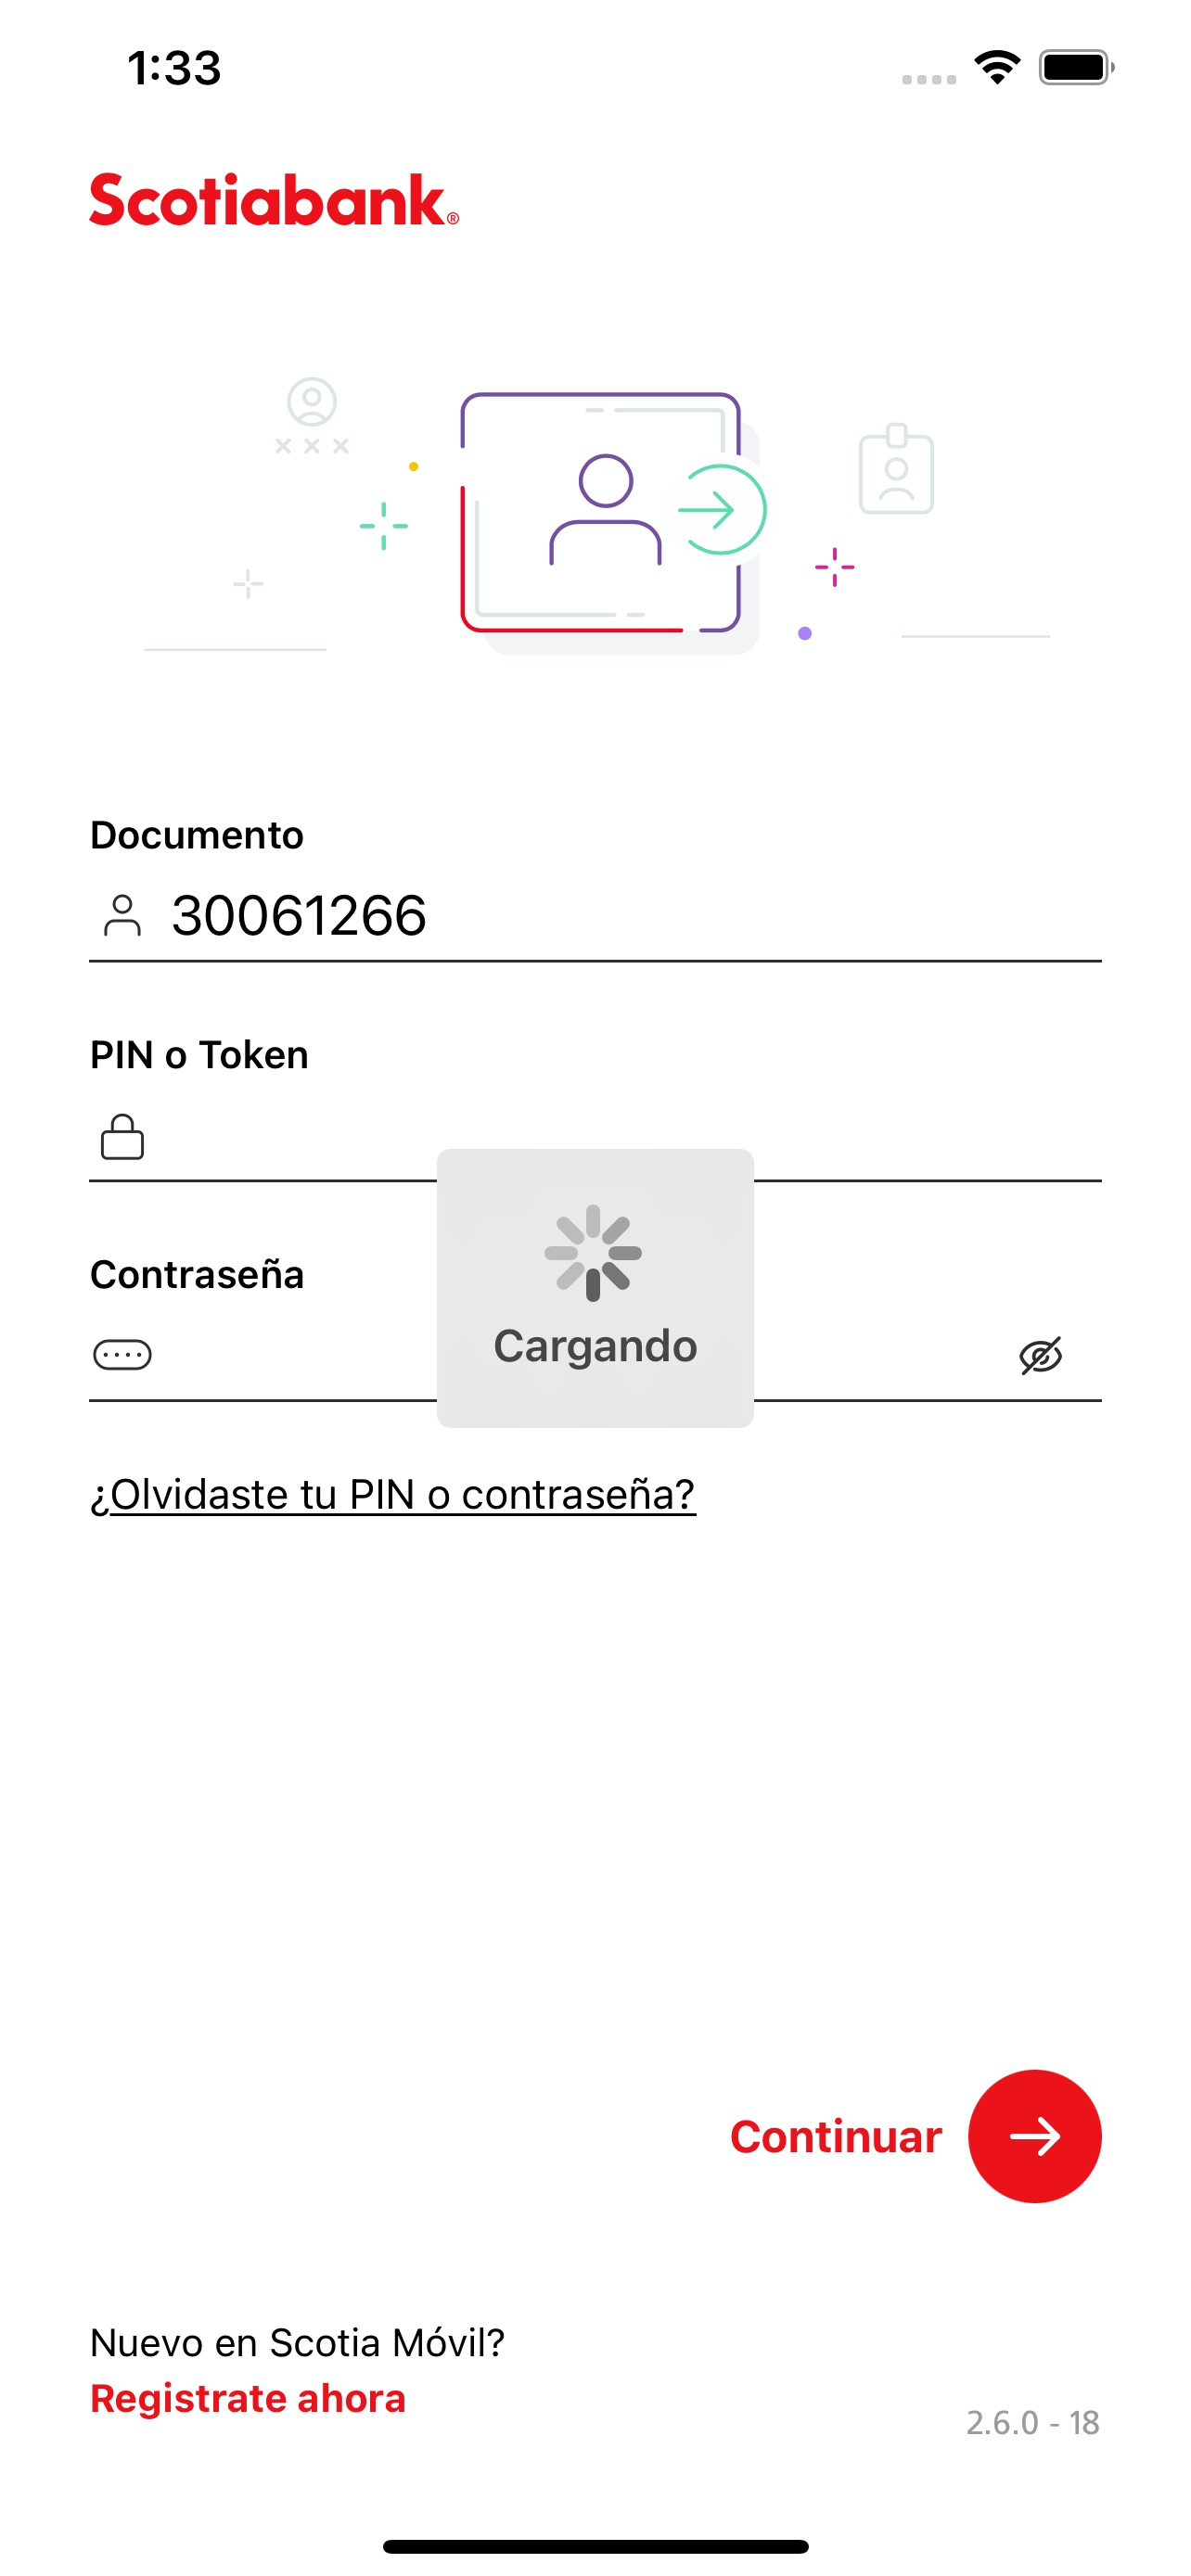 1:33
Scotiabank®
Documento
30061266
PIN o Token
Contraseña
Cargando
¿Olvidaste tu PIN o contraseña?
Continuar
Nuevo en Scotia Móvil?
Registrate ahora
2.6.0 - 18